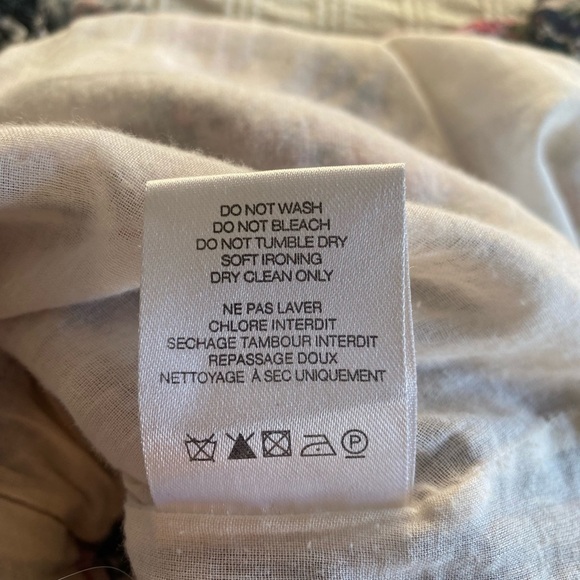 DO NOT WASH
DO NOT BLEACH
DO NOT TUMBLE DRY
SOFT IRONING
DRY CLEAN ONLY
NE PAS LAVER
CHLORE INTERDIT
SECHAGE TAMBOUR INTERDIT
REPASSAGE DOUX
NETTOYAGE À SEC UNIQUEMENT
P